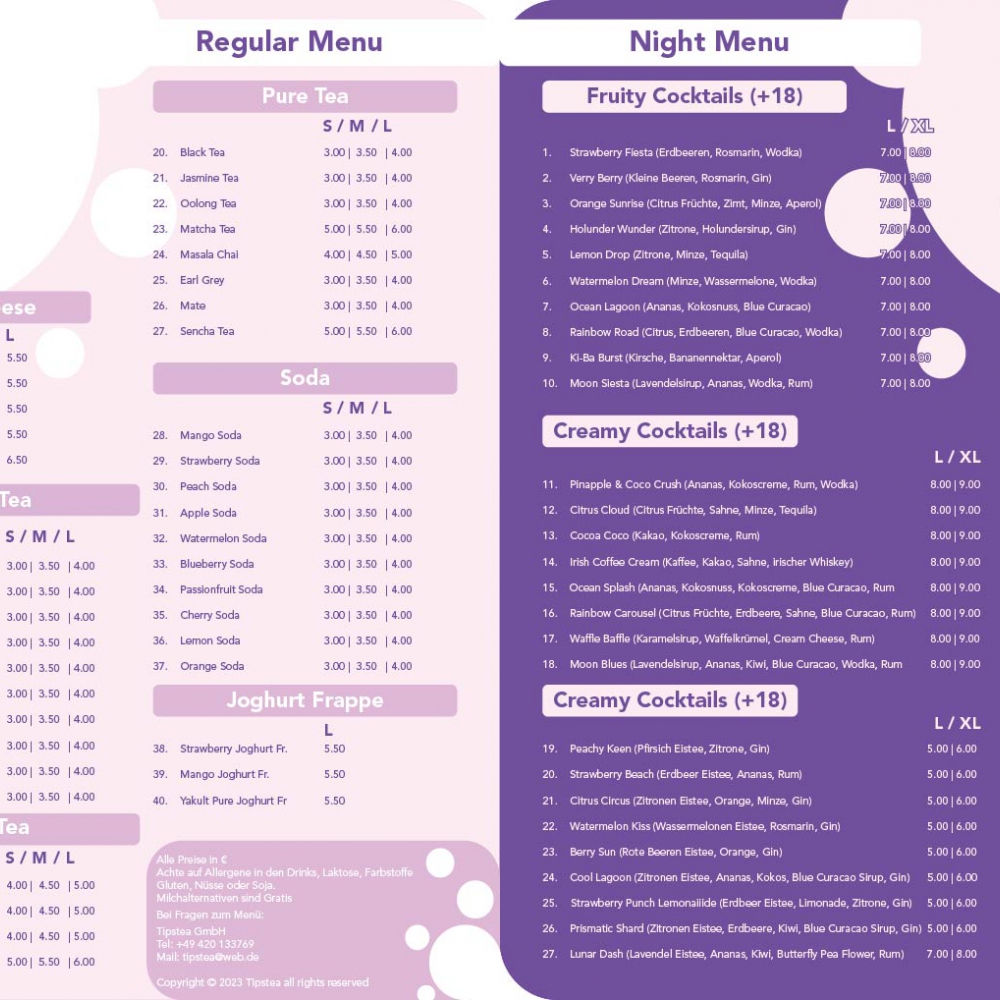 Regular Menu
Pure Tea
S / M / L
20. Black Tea 3.00 | 3.50 | 4.00
21. Jasmine Tea 3.00 | 3.50 | 4.00
22. Oolong Tea 3.00 | 3.50 | 4.00
23. Matcha Tea 5.00 | 5.50 | 6.00
24. Masala Chai 4.00 | 4.50 | 5.00
25. Earl Grey 3.00 | 3.50 | 4.00
26. Mate 3.00 | 3.50 | 4.00
27. Sencha Tea 5.00 | 5.50 | 6.00
Soda
S / M / L
28. Mango Soda 3.00 | 3.50 | 4.00
29. Strawberry Soda 3.00 | 3.50 | 4.00
30. Peach Soda 3.00 | 3.50 | 4.00
31. Apple Soda 3.00 | 3.50 | 4.00
32. Watermelon Soda 3.00 | 3.50 | 4.00
33. Blueberry Soda 3.00 | 3.50 | 4.00
34. Passionfruit Soda 3.00 | 3.50 | 4.00
35. Cherry Soda 3.00 | 3.50 | 4.00
36. Lemon Soda 3.00 | 3.50 | 4.00
37. Orange Soda 3.00 | 3.50 | 4.00
Joghurt Frappe
L
38. Strawberry Joghurt Fr. 5.50
39. Mango Joghurt Fr. 5.50
40. Yakult Pure Joghurt Fr 5.50
Alle Preise in €
Achte auf Allergene in den Drinks, Laktose, Farbstoffe
Gluten, Nüsse oder Soja.
Milchalternativen sind Gratis
Bei Fragen zum Menü:
Tipstea GmbH
Tel: +49 420 133769
Mail: tipstea@web.de
Copyright © 2023 Tipstea all rights reserved
ese
L
5.50
5.50
5.50
5.50
6.50
Tea
S / M / L
3.00 | 3.50 | 4.00
3.00 | 3.50 | 4.00
3.00 | 3.50 | 4.00
3.00 | 3.50 | 4.00
3.00 | 3.50 | 4.00
3.00 | 3.50 | 4.00
3.00 | 3.50 | 4.00
3.00 | 3.50 | 4.00
3.00 | 3.50 | 4.00
3.00 | 3.50 | 4.00
Tea
S / M / L
4.00 | 4.50 | 5.00
4.00 | 4.50 | 5.00
4.00 | 4.50 | 5.00
5.00 | 5.50 | 6.00
Night Menu
Fruity Cocktails (+18)
L / XL
1. Strawberry Fiesta (Erdbeeren, Rosmarin, Wodka) 7.00 | 8.00
2. Verry Berry (Kleine Beeren, Rosmarin, Gin) 7.00 | 8.00
3. Orange Sunrise (Citrus Früchte, Zimt, Minze, Aperol) 7.00 | 8.00
4. Holunder Wunder (Zitrone, Holundersirup, Gin) 7.00 | 8.00
5. Lemon Drop (Zitrone, Minze, Tequila) 7.00 | 8.00
6. Watermelon Dream (Minze, Wassermelone, Wodka) 7.00 | 8.00
7. Ocean Lagoon (Ananas, Kokosnuss, Blue Curacao) 7.00 | 8.00
8. Rainbow Road (Citrus, Erdbeeren, Blue Curacao, Wodka) 7.00 | 8.00
9. Ki-Ba Burst (Kirsche, Bananennektar, Aperol) 7.00 | 8.00
10. Moon Siesta (Lavendelsirup, Ananas, Wodka, Rum) 7.00 | 8.00
Creamy Cocktails (+18)
L / XL
11. Pinapple & Coco Crush (Ananas, Kokoscreme, Rum, Wodka) 8.00 | 9.00
12. Citrus Cloud (Citrus Früchte, Sahne, Minze, Tequila) 8.00 | 9.00
13. Cocoa Coco (Kakao, Kokoscreme, Rum) 8.00 | 9.00
14. Irish Coffee Cream (Kaffee, Kakao, Sahne, Irischer Whiskey) 8.00 | 9.00
15. Ocean Splash (Ananas, Kokosnuss, Kokoscreme, Blue Curacao, Rum 8.00 | 9.00
16. Rainbow Carousel (Citrus Früchte, Erdbeere, Sahne, Blue Curacao, Rum) 8.00 | 9.00
17. Waffle Baffle (Karamelsirup, Waffelkrümel, Cream Cheese, Rum) 8.00 | 9.00
18. Moon Blues (Lavendelsirup, Ananas, Kiwi, Blue Curacao, Wodka, Rum 8.00 | 9.00
Creamy Cocktails (+18)
L / XL
19. Peachy Keen (Pfirsich Eistee, Zitrone, Gin) 5.00 | 6.00
20. Strawberry Beach (Erdbeer Eistee, Ananas, Rum) 5.00 | 6.00
21. Citrus Circus (Zitronen Eistee, Orange, Minze, Gin) 5.00 | 6.00
22. Watermelon Kiss (Wassermelonen Eistee, Rosmarin, Gin) 5.00 | 6.00
23. Berry Sun (Rote Beeren Eistee, Orange, Gin) 5.00 | 6.00
24. Cool Lagoon (Zitronen Eistee, Ananas, Kokos, Blue Curacao Sirup, Gin) 5.00 | 6.00
25. Strawberry Punch Lemonaiiide (Erdbeer Eistee, Limonade, Zitrone, Gin) 5.00 | 6.00
26. Prismatic Shard (Zitronen Eistee, Erdbeere, Kiwi, Blue Curacao Sirup, Gin) 5.00 | 6.00
27. Lunar Dash (Lavendel Eistee, Ananas, Kiwi, Butterfly Pea Flower, Rum) 7.00 | 8.00